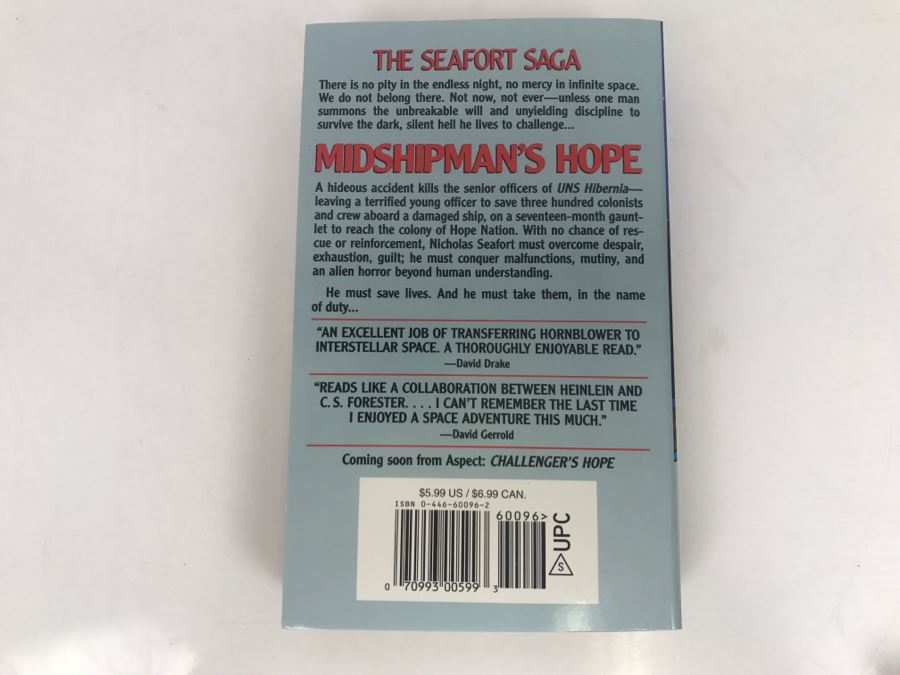 THE SEAFORT SAGA
There is no pity in the endless night, no mercy in infinite space.
We do not belong there. Not now, not ever—unless one man
summons the unbreakable will and unyielding discipline to
survive the dark, silent hell he lives to challenge...
MIDSHIPMAN'S HOPE
A hideous accident kills the senior officers of UNS Hibernia—
leaving a terrified young officer to save three hundred colonists
and crew aboard a damaged ship, on a seventeen-month gaunt-
let to reach the colony of Hope Nation. With no chance of res-
cue or reinforcement, Nicholas Seafort must overcome despair,
exhaustion, guilt; he must conquer malfunctions, mutiny, and
an alien horror beyond human understanding.
He must save lives. And he must take them, in the name
of duty...
"AN EXCELLENT JOB OF TRANSFERRING HORNBLOWER TO
INTERSTELLAR SPACE. A THOROUGHLY ENJOYABLE READ."
—David Drake
"READS LIKE A COLLABORATION BETWEEN HEINLEIN AND
C.S. FORESTER. . . . I CAN'T REMEMBER THE LAST TIME
I ENJOYED A SPACE ADVENTURE THIS MUCH."
—David Gerrold
Coming soon from Aspect: CHALLENGER'S HOPE
$5.99 US / $6.99 CAN.
ISBN 0-446-60096-2
60096>
0 70993 00599 3
S UPC